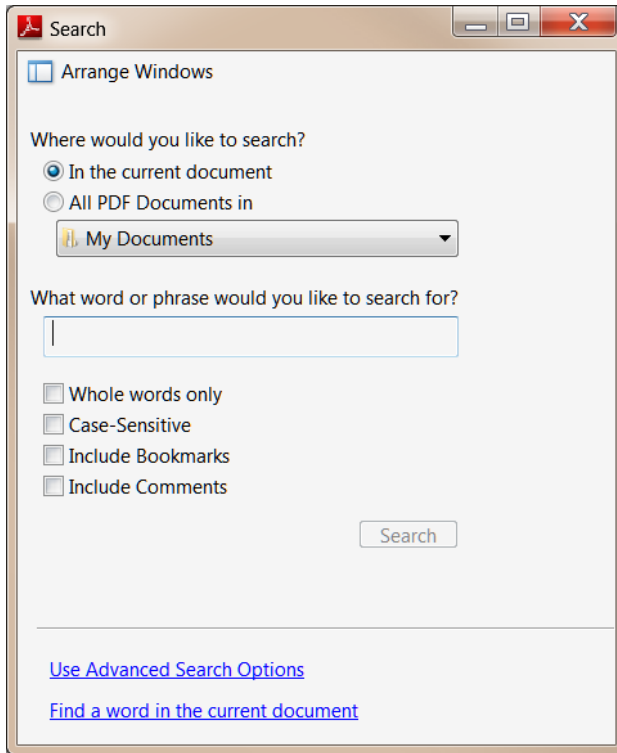 Search
Arrange Windows
Where would you like to search?
In the current document
All PDF Documents in
My Documents
What word or phrase would you like to search for?
Whole words only
Case-Sensitive
Include Bookmarks
Include Comments
Search
Use Advanced Search Options
Find a word in the current document